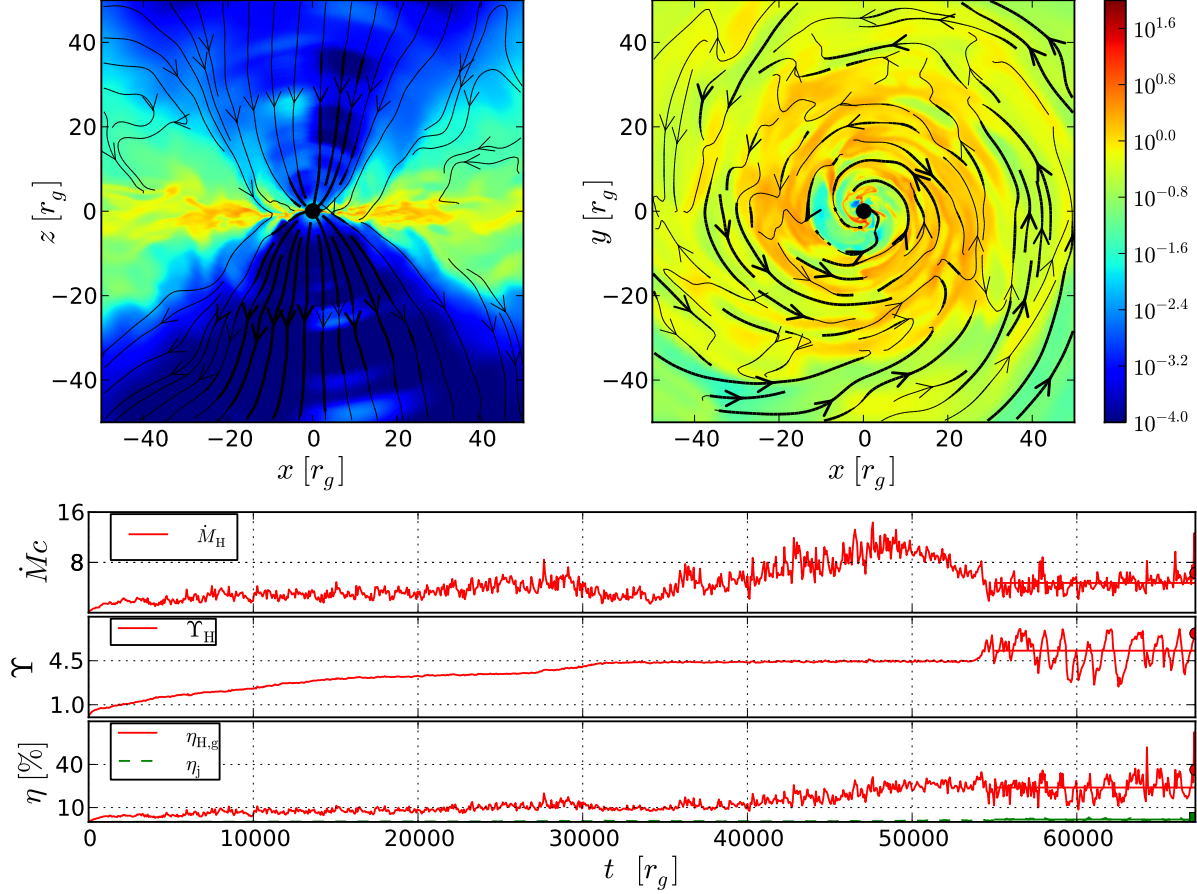 40
20
0
−20
−40
z [r_g]
−40 −20 0 20 40
x [r_g]
40
20
0
−20
−40
y [r_g]
−40 −20 0 20 40
x [r_g]
10^1.6
10^0.8
10^0.0
10^−0.8
10^−1.6
10^−2.4
10^−3.2
10^−4.0
16
8
Ṁc
Ṁ_H
4.5
1.0
Υ
Υ_H
40
10
η [%]
η_H,g
η_j
0 10000 20000 30000 40000 50000 60000
t [r_g]